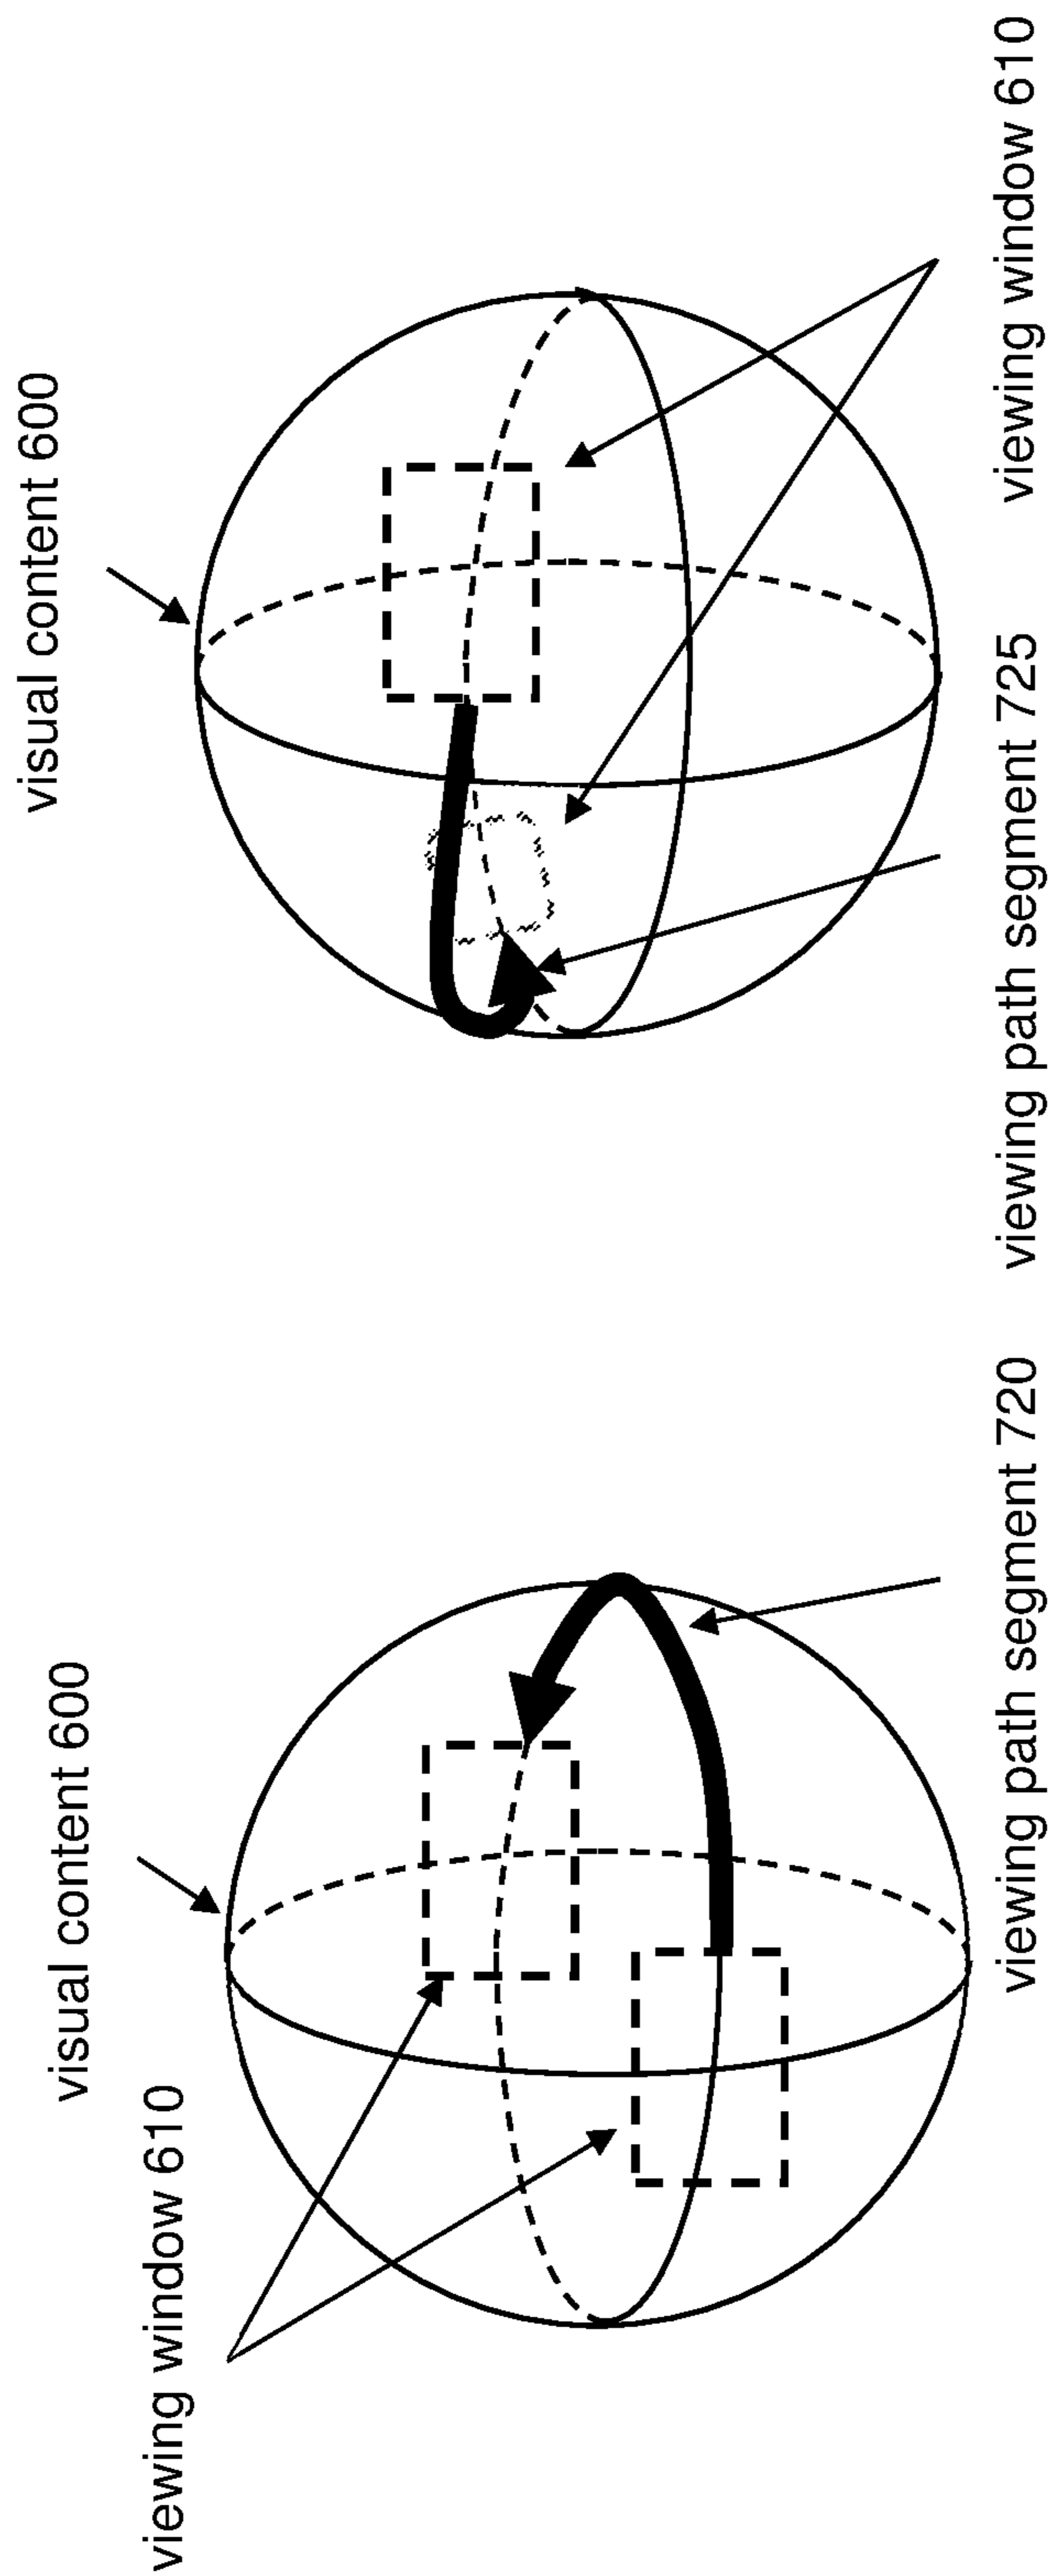 visual content 600
viewing window 610
viewing path segment 720
visual content 600
viewing path segment 725
viewing window 610